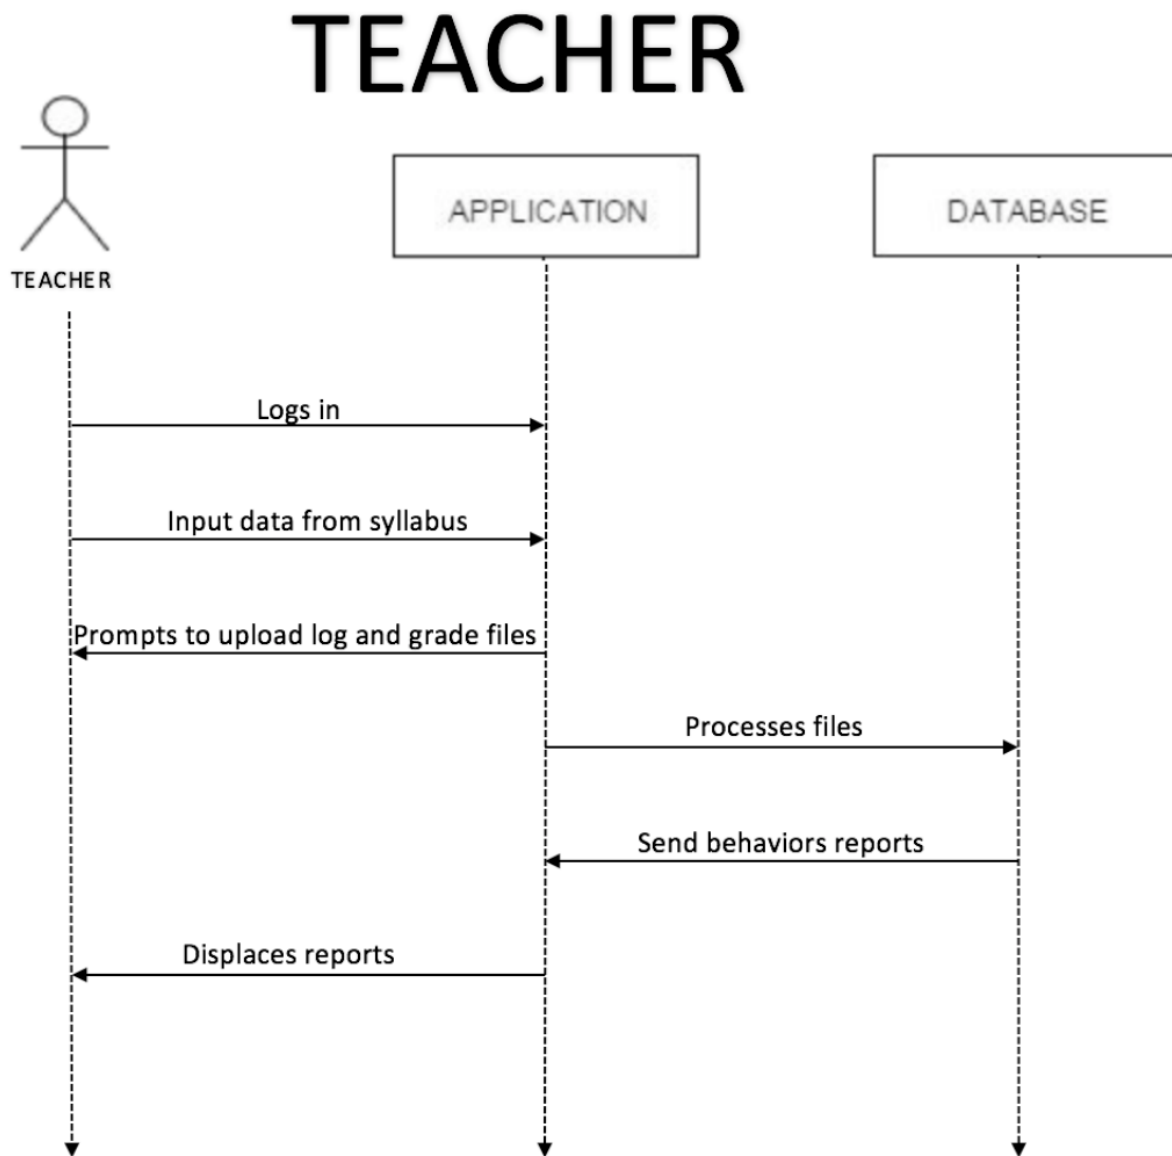 TEACHER
TEACHER
APPLICATION
DATABASE
Logs in
Input data from syllabus
Prompts to upload log and grade files
Processes files
Send behaviors reports
Displaces reports